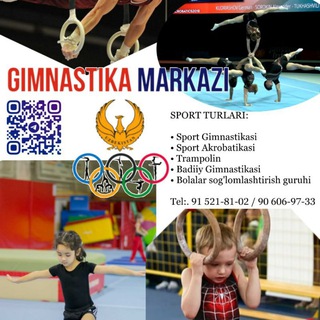 GIMNASTIKA MARKAZI
SPORT TURLARI:
• Sport Gimnastikasi
• Sport Akrobatikasi
• Trampolin
• Badiiy Gimnastikasi
• Bolalar sog'lomlashtirish guruhi
Tel:. 91 521-81-02 / 90 606-97-33